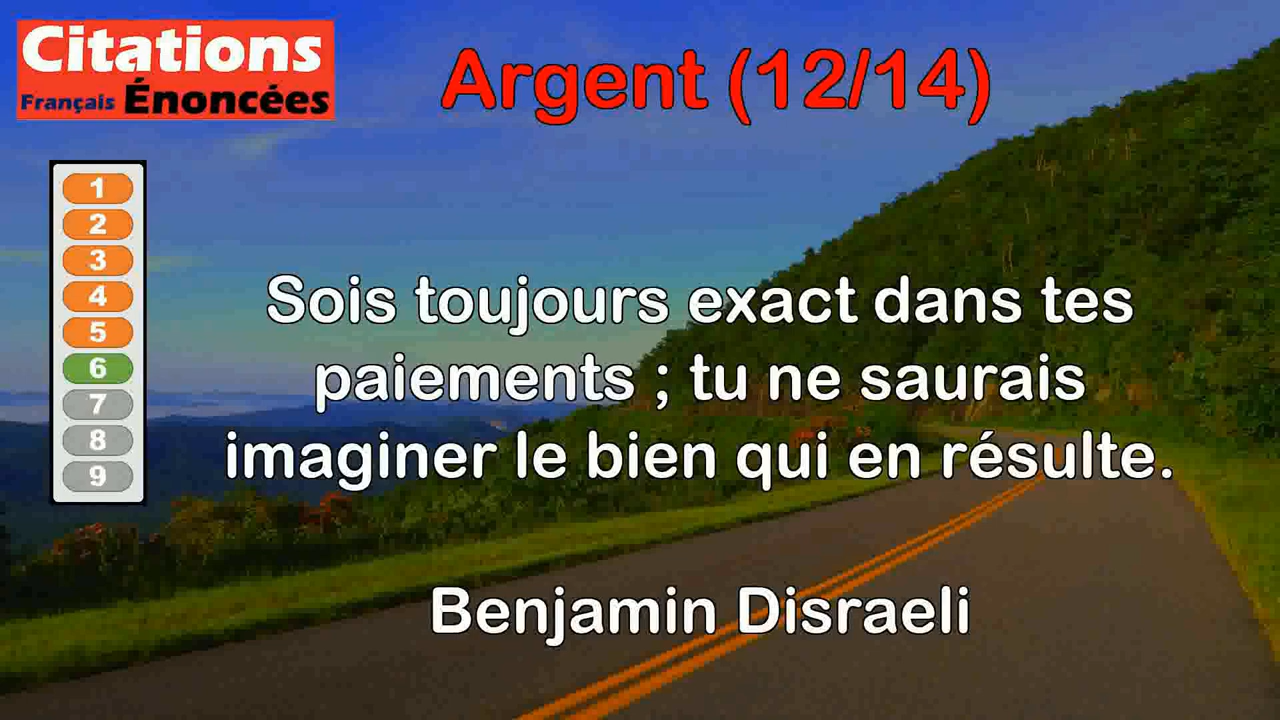 Citations
Français Énoncées
Argent (12/14)
1
2
3
4
5
6
7
8
9
Sois toujours exact dans tes
paiements ; tu ne saurais
imaginer le bien qui en résulte.
Benjamin Disraeli